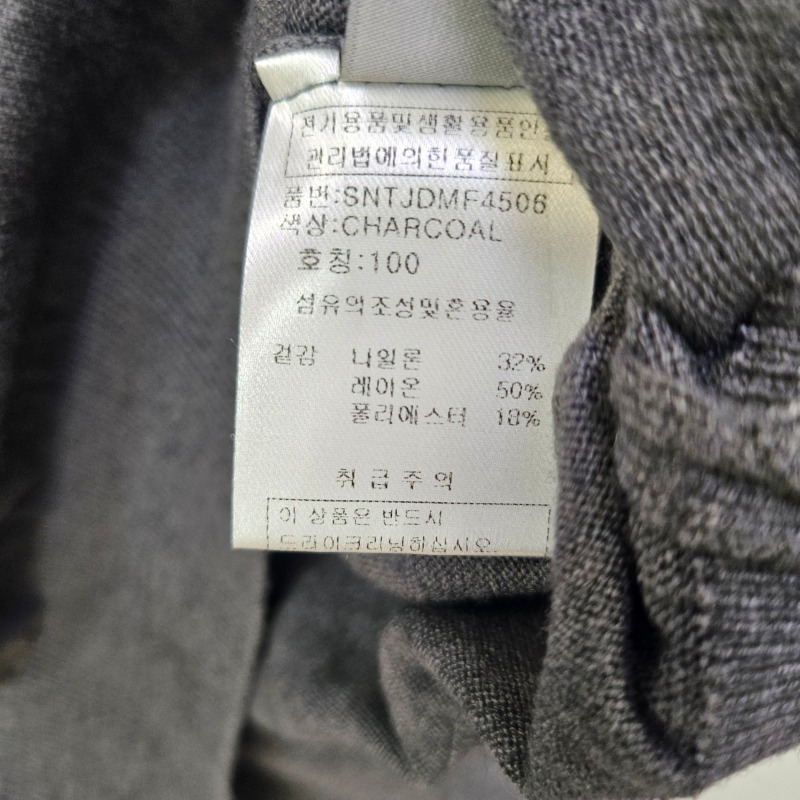 전기용품및생활용품안
관리법에의한품질표시
품번:SNTJDMF4506
색상:CHARCOAL
호칭:100
섬유의조성및혼용율
겉감 나일론 32%
레이온 50%
폴리에스터 18%
취급주의
이 상품은 반드시
드라이크리닝하십시오.